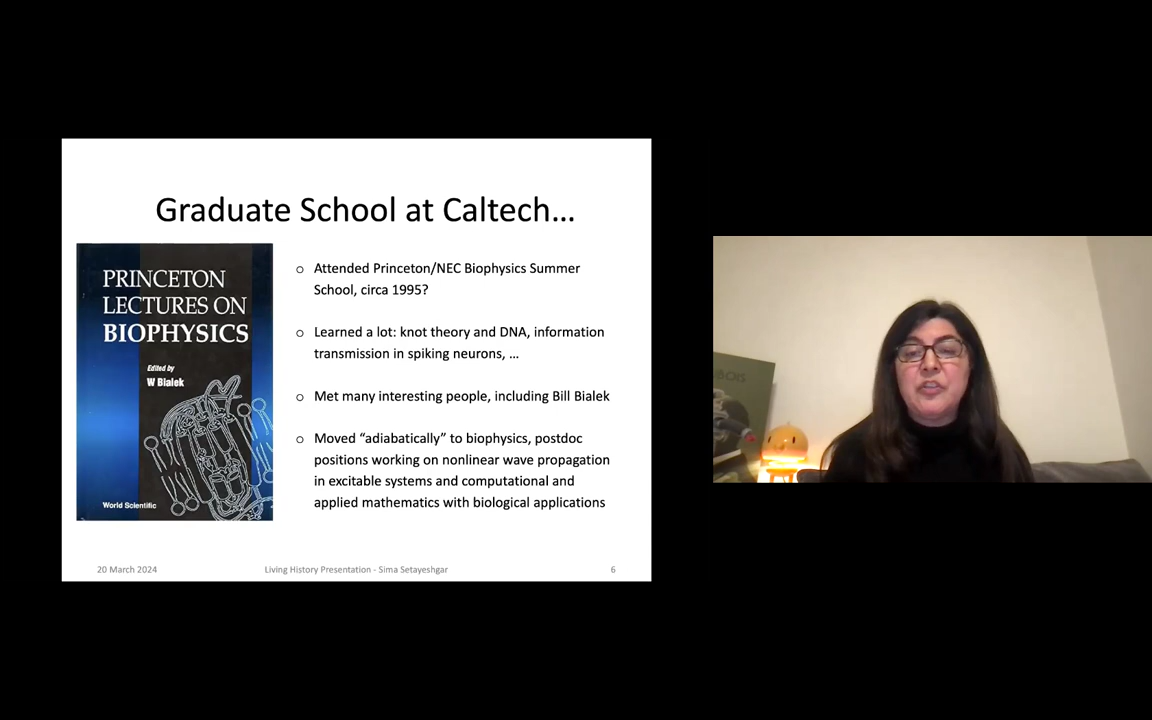 Graduate School at Caltech...
PRINCETON
LECTURES ON
BIOPHYSICS
Edited by
W Bialek
World Scientific
○ Attended Princeton/NEC Biophysics Summer
School, circa 1995?
○ Learned a lot: knot theory and DNA, information
transmission in spiking neurons, ...
○ Met many interesting people, including Bill Bialek
○ Moved “adiabatically” to biophysics, postdoc
positions working on nonlinear wave propagation
in excitable systems and computational and
applied mathematics with biological applications
20 March 2024
Living History Presentation - Sima Setayeshgar
6